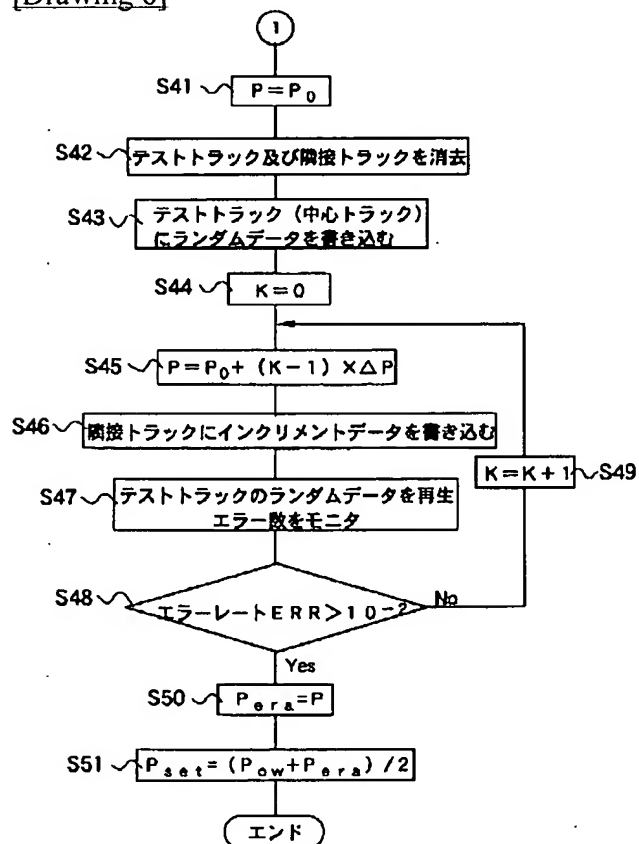 [Drawing 6]
1
S41 P=P0
S42 テストトラック及び隣接トラックを消去
S43 テストトラック(中心トラック)
にランダムデータを書き込む
S44 K=0
S45 P=P0+(K-1)×△P
S46 隣接トラックにインクリメントデータを書き込む
K=K+1 S49
S47 テストトラックのランダムデータを再生
エラー数をモニタ
S48 エラーレートERR>10-2 No
Yes
S50 Pera=P
S51 Pset=(Pow+Pera)/2
エンド